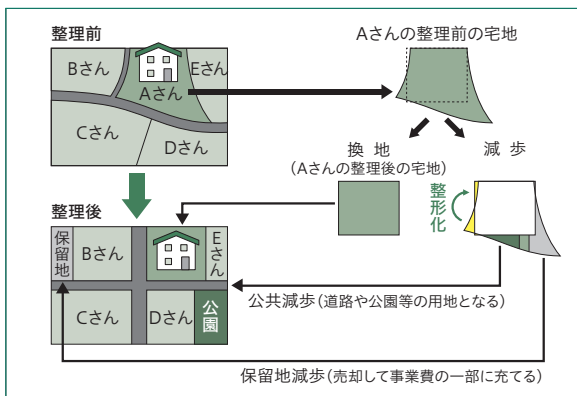 整理前
Bさん
Aさん
Eさん
Cさん
Dさん
Aさんの整理前の宅地
換地
(Aさんの整理後の宅地)
減歩
整形化
整理後
保留地
Bさん
Eさん
Cさん
Dさん
公園
公共減歩(道路や公園等の用地となる)
保留地減歩(売却して事業費の一部に充てる)